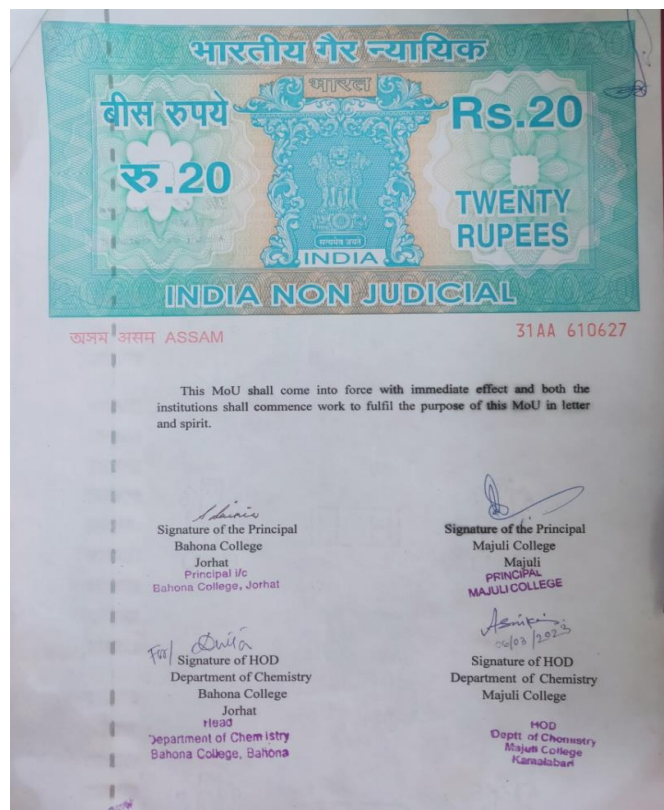 भारतीय गैर न्यायिक
भारत
बीस रुपये
Rs.20
रु.20
TWENTY
RUPEES
सत्यमेव जयते
INDIA
INDIA NON JUDICIAL
অসম असम ASSAM
31AA 610627
This MoU shall come into force with immediate effect and both the
institutions shall commence work to fulfil the purpose of this MoU in letter
and spirit.
Signature of the Principal
Bahona College
Jorhat
Principal i/c
Bahona College, Jorhat
Signature of the Principal
Majuli College
Majuli
PRINCIPAL
MAJULI COLLEGE
For/
Signature of HOD
Department of Chemistry
Bahona College
Jorhat
Head
Department of Chemistry
Bahona College, Bahona
06/03/2023
Signature of HOD
Department of Chemistry
Majuli College
HOD
Deptt of Chemistry
Majuli College
Kamalabari